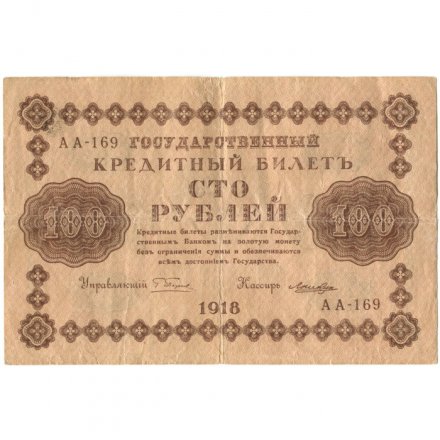 АА-169
ГОСУДАРСТВЕННЫЙ
КРЕДИТНЫЙ БИЛЕТЪ
СТО
РУБЛЕЙ
100
100
Кредитные билеты размѣниваются Государ-
ственнымъ Банкомъ на золотую монету
безъ ограниченія суммы и обезпечиваются
всѣмъ достояніемъ Государства.
Управляющій
Кассиръ
1918
АА-169